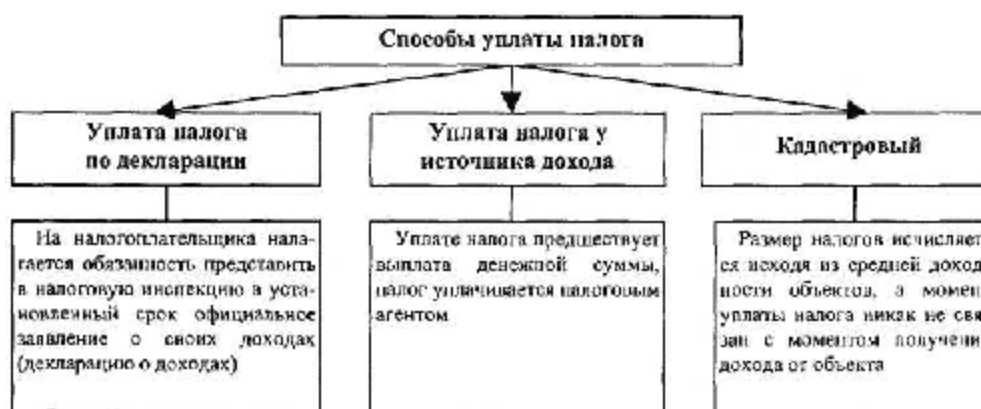 Способы уплаты налога
Уплата налога
по декларации
Уплата налога у
источника дохода
Кадастровый
На налогоплательщика нала-
гается обязанность представить
в налоговую инспекцию в уста-
новленный срок официальное
заявление о своих доходах
(декларацию о доходах)
Уплате налога предшествует
выплата денежной суммы,
налог уплачивается налоговым
агентом
Размер налогов исчисляет-
ся исходя из средней доход
ности объектов, а момен
уплаты налога никак не свя
зан с моментом получени
дохода от объекта